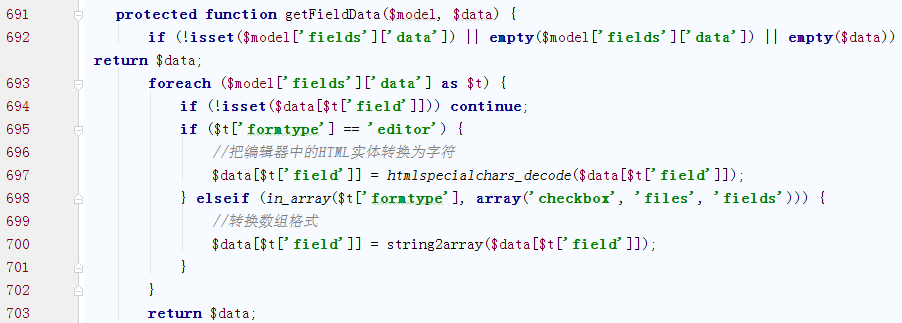 691 protected function getFieldData($model, $data) {
692 if (!isset($model['fields']['data']) || empty($model['fields']['data']) || empty($data))
return $data;
693 foreach ($model['fields']['data'] as $t) {
694 if (!isset($data[$t['field']])) continue;
695 if ($t['formtype'] == 'editor') {
696 //把编辑器中的HTML实体转换为字符
697 $data[$t['field']] = htmlspecialchars_decode($data[$t['field']]);
698 } elseif (in_array($t['formtype'], array('checkbox', 'files', 'fields'))) {
699 //转换数组格式
700 $data[$t['field']] = string2array($data[$t['field']]);
701 }
702 }
703 return $data;